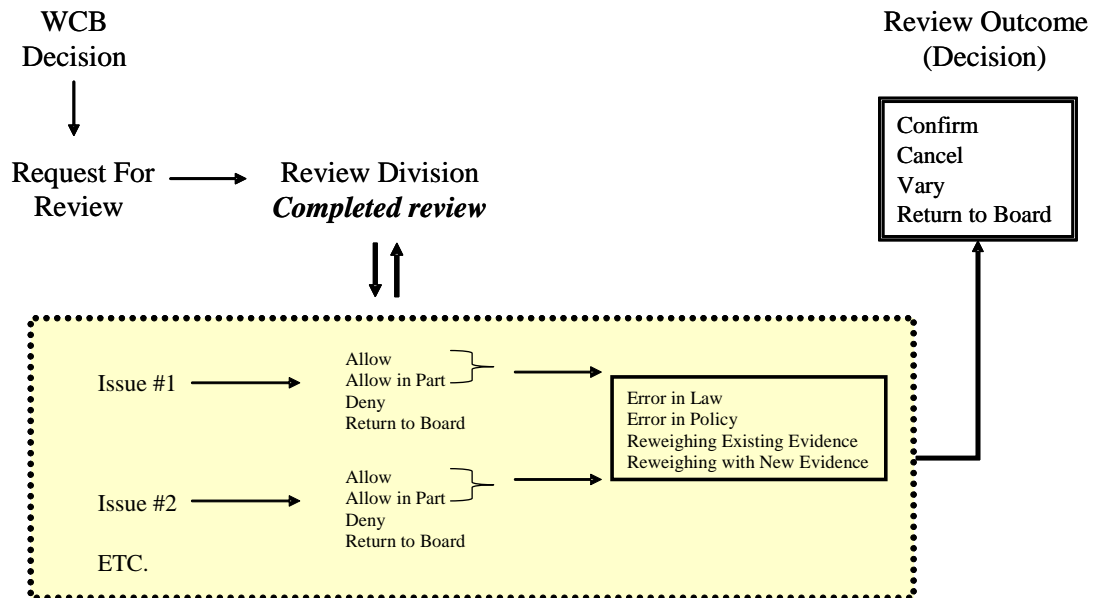 WCB
Decision
Review Outcome
(Decision)
Confirm
Cancel
Vary
Return to Board
Request For
Review
Review Division
Completed review
Issue #1
Allow
Allow in Part
Deny
Return to Board
Error in Law
Error in Policy
Reweighing Existing Evidence
Reweighing with New Evidence
Issue #2
Allow
Allow in Part
Deny
Return to Board
ETC.